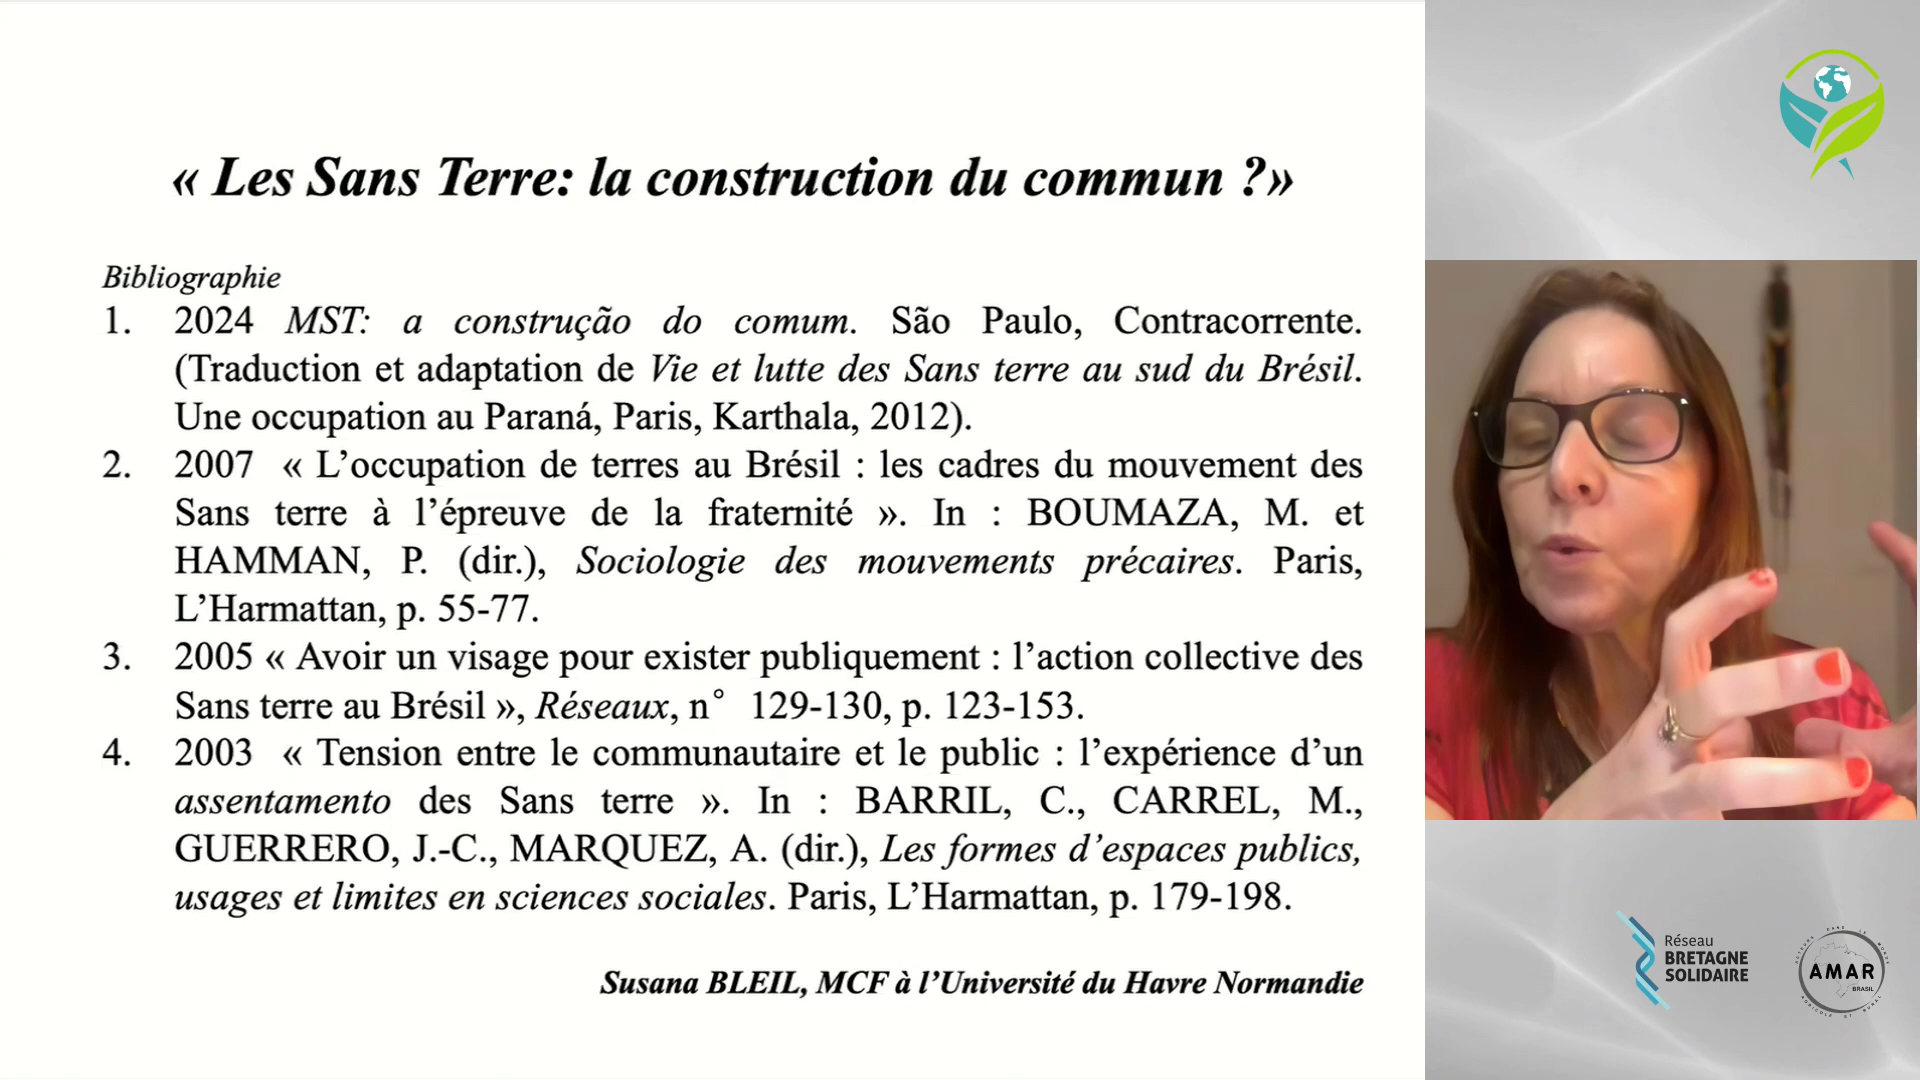 « Les Sans Terre: la construction du commun ?»
Bibliographie
1. 2024 MST: a construção do comum. São Paulo, Contracorrente.
(Traduction et adaptation de Vie et lutte des Sans terre au sud du Brésil.
Une occupation au Paraná, Paris, Karthala, 2012).
2. 2007 « L’occupation de terres au Brésil : les cadres du mouvement des
Sans terre à l’épreuve de la fraternité ». In : BOUMAZA, M. et
HAMMAN, P. (dir.), Sociologie des mouvements précaires. Paris,
L’Harmattan, p. 55-77.
3. 2005 « Avoir un visage pour exister publiquement : l’action collective des
Sans terre au Brésil », Réseaux, n° 129-130, p. 123-153.
4. 2003 « Tension entre le communautaire et le public : l’expérience d’un
assentamento des Sans terre ». In : BARRIL, C., CARREL, M.,
GUERRERO, J.-C., MARQUEZ, A. (dir.), Les formes d’espaces publics,
usages et limites en sciences sociales. Paris, L’Harmattan, p. 179-198.
Susana BLEIL, MCF à l’Université du Havre Normandie
Réseau
BRETAGNE
SOLIDAIRE
AMAR
BRASIL